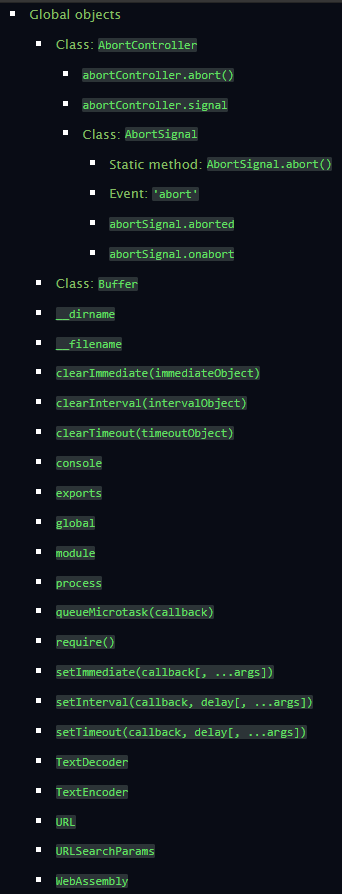 Global objects
Class: AbortController
abortController.abort()
abortController.signal
Class: AbortSignal
Static method: AbortSignal.abort()
Event: 'abort'
abortSignal.aborted
abortSignal.onabort
Class: Buffer
__dirname
__filename
clearImmediate(immediateObject)
clearInterval(intervalObject)
clearTimeout(timeoutObject)
console
exports
global
module
process
queueMicrotask(callback)
require()
setImmediate(callback[, ...args])
setInterval(callback, delay[, ...args])
setTimeout(callback, delay[, ...args])
TextDecoder
TextEncoder
URL
URLSearchParams
WebAssembly